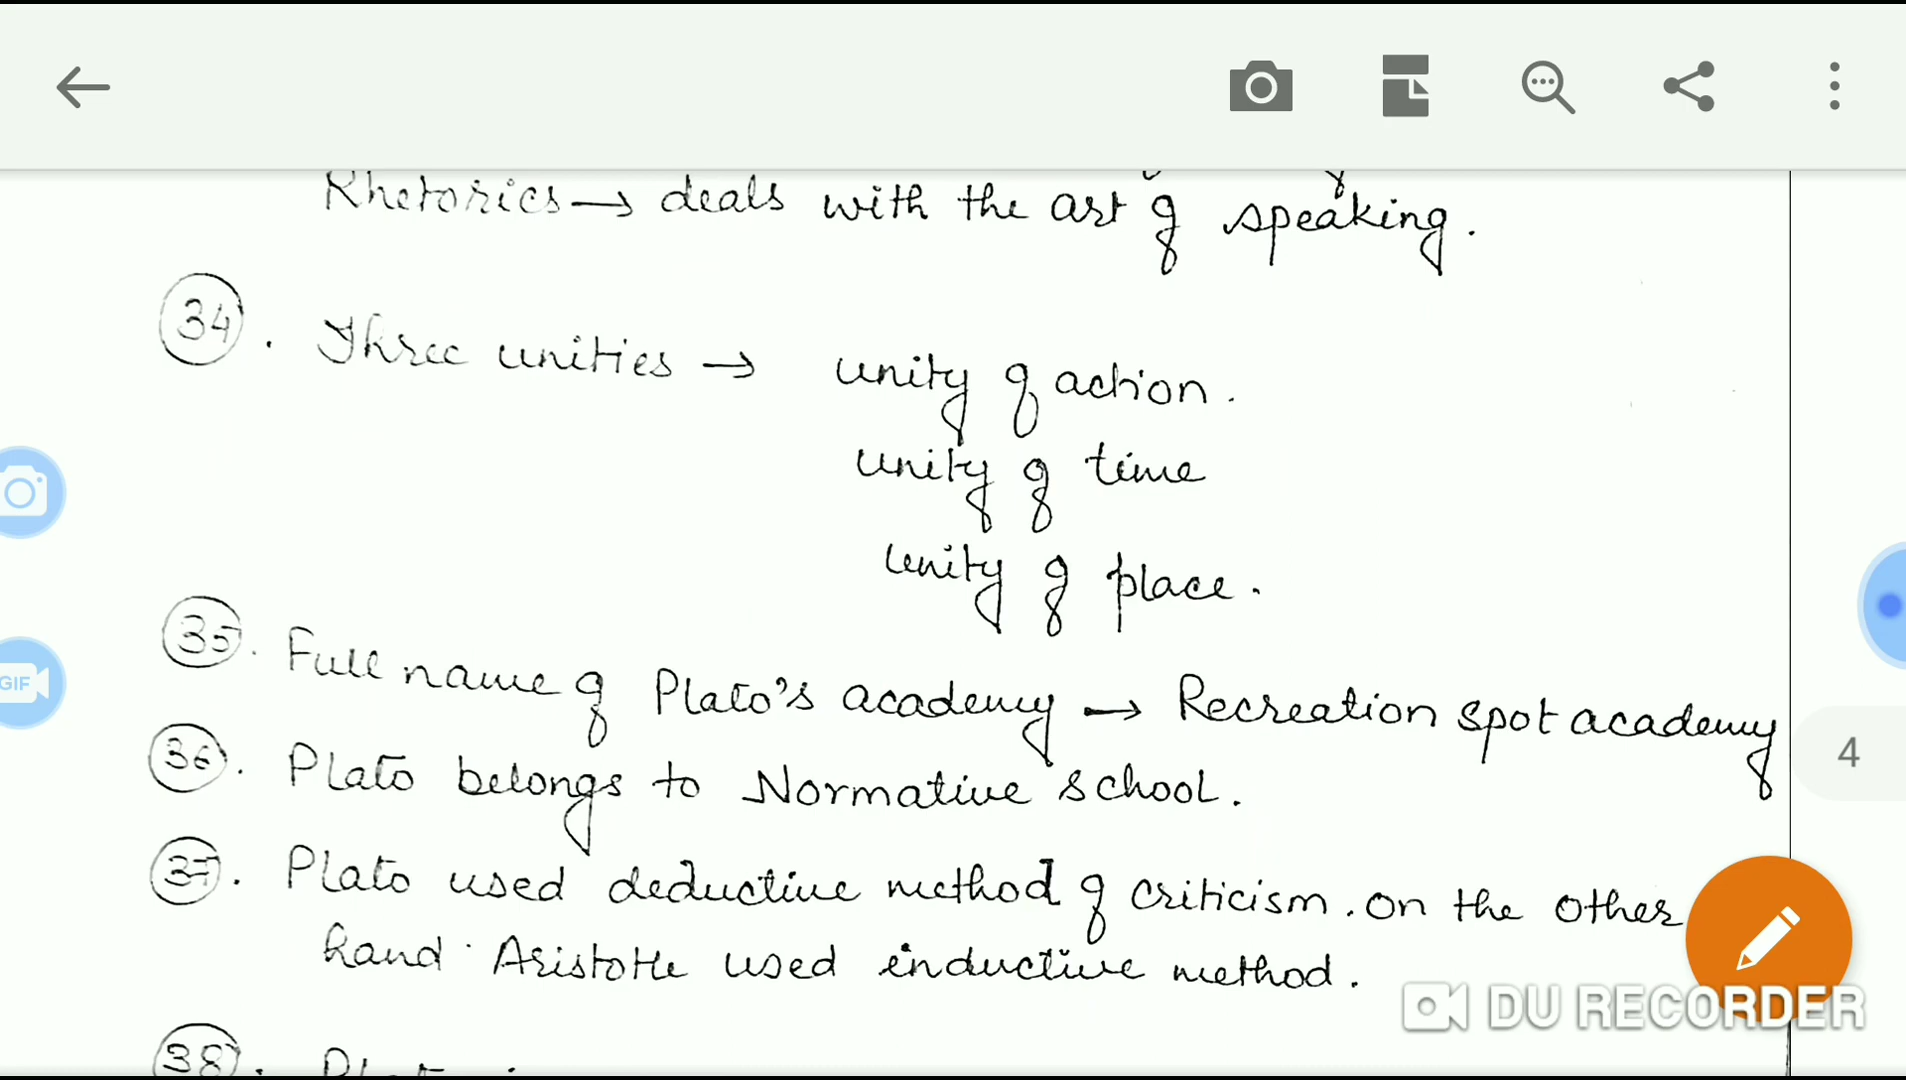 Rhetorics → deals with the art of speaking.
34. Three unities → unity of action.
unity of time
unity of place.
35. Full name of Plato's academy → Recreation spot academy
36. Plato belongs to Normative school.
4
37. Plato used deductive method of criticism. on the other
hand. Aristotle used inductive method.
GIF
DU RECORDER
38.